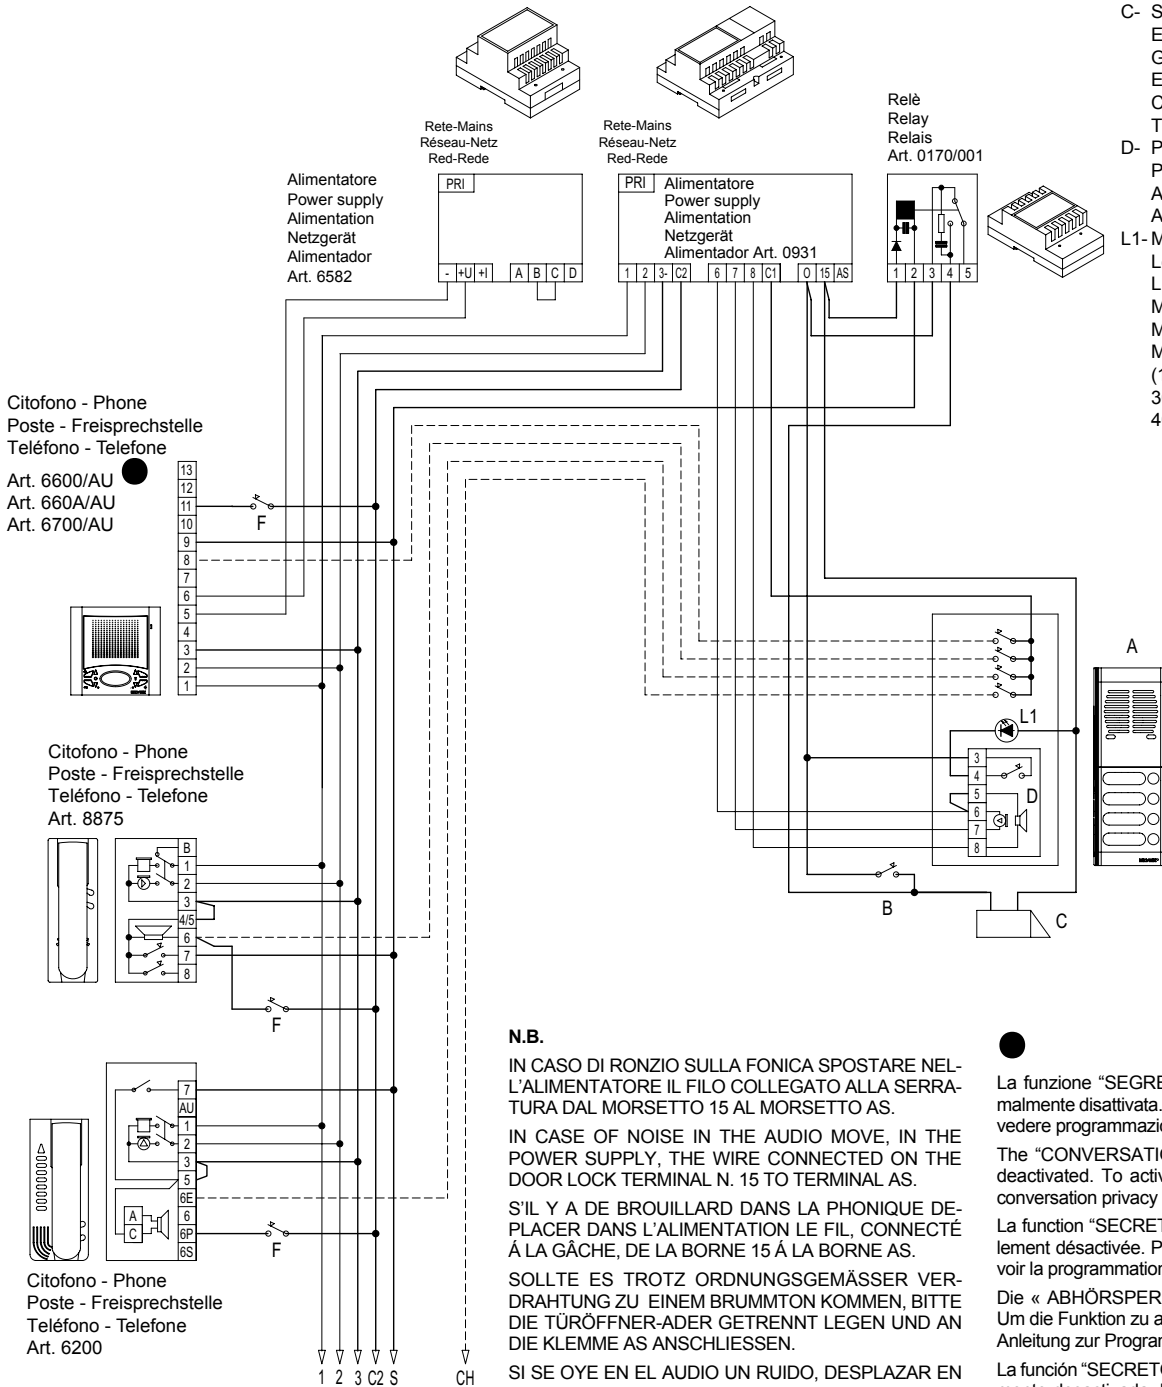 C- S
E
G
E
C
T
D- P
P
A
A
L1- M
L
L
M
M
M
(1
3
4
Rete-Mains
Réseau-Netz
Red-Rede
Rete-Mains
Réseau-Netz
Red-Rede
Relè
Relay
Relais
Art. 0170/001
Alimentatore
Power supply
Alimentation
Netzgerät
Alimentador
Art. 6582
PRI
- +U +I A B C D
PRI
Alimentatore
Power supply
Alimentation
Netzgerät
Alimentador Art. 0931
1 2 3- C2 6 7 8 C1 0 15 AS
1 2 3 4 5
Citofono - Phone
Poste - Freisprechstelle
Teléfono - Telefone
Art. 6600/AU
Art. 660A/AU
Art. 6700/AU
13
12
11
10
9
8
7
6
5
4
3
2
1
F
A
L1
3
4
5
6
7
8
D
B
C
Citofono - Phone
Poste - Freisprechstelle
Teléfono - Telefone
Art. 8875
B
1
2
3
4/5
6
7
8
F
7
AU
1
2
3
5
6E
6
6P
6S
A
C
F
Citofono - Phone
Poste - Freisprechstelle
Teléfono - Telefone
Art. 6200
1 2 3 C2 S CH
N.B.
IN CASO DI RONZIO SULLA FONICA SPOSTARE NEL-
L'ALIMENTATORE IL FILO COLLEGATO ALLA SERRA-
TURA DAL MORSETTO 15 AL MORSETTO AS.
IN CASE OF NOISE IN THE AUDIO MOVE, IN THE
POWER SUPPLY, THE WIRE CONNECTED ON THE
DOOR LOCK TERMINAL N. 15 TO TERMINAL AS.
S'IL Y A DE BROUILLARD DANS LA PHONIQUE DE-
PLACER DANS L'ALIMENTATION LE FIL, CONNECTÉ
Á LA GÂCHE, DE LA BORNE 15 Á LA BORNE AS.
SOLLTE ES TROTZ ORDNUNGSGEMÄSSER VER-
DRAHTUNG ZU EINEM BRUMMTON KOMMEN, BITTE
DIE TÜRÖFFNER-ADER GETRENNT LEGEN UND AN
DIE KLEMME AS ANSCHLIESSEN.
SI SE OYE EN EL AUDIO UN RUIDO, DESPLAZAR EN
La funzione “SEGRE
malmente disattivata.
vedere programmazi
The “CONVERSATI
deactivated. To activ
conversation privacy
La function “SECRET
lement désactivée. P
voir la programmation
Die « ABHÖRSPER
Um die Funktion zu a
Anleitung zur Program
La función “SECRET